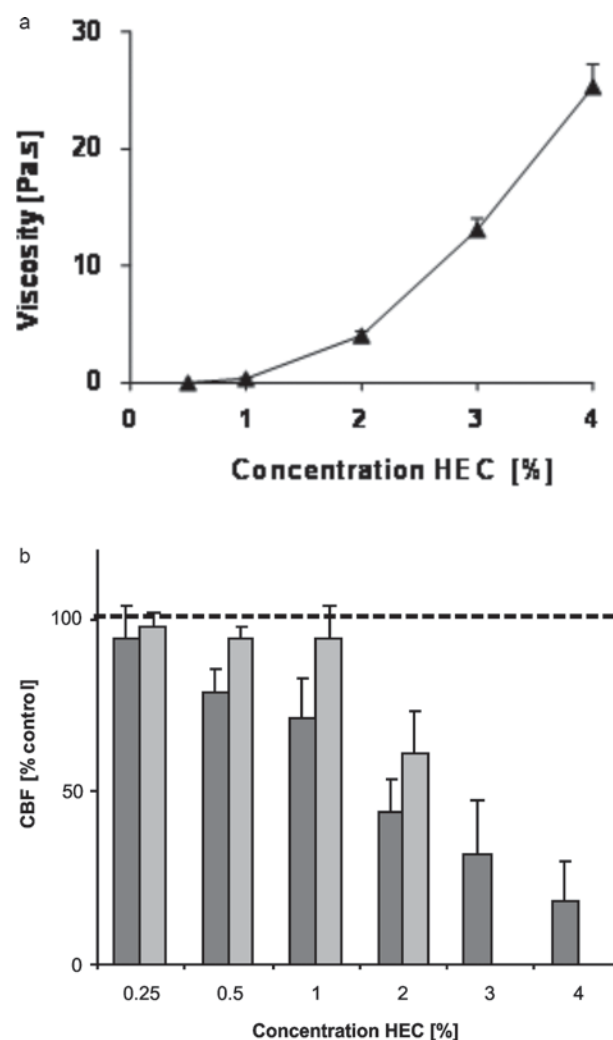 a
30
20
10
0
Viscosity [Pas]
0 1 2 3 4
Concentration HEC [%]
b
100
50
0
CBF [% control]
0.25 0.5 1 2 3 4
Concentration HEC [%]